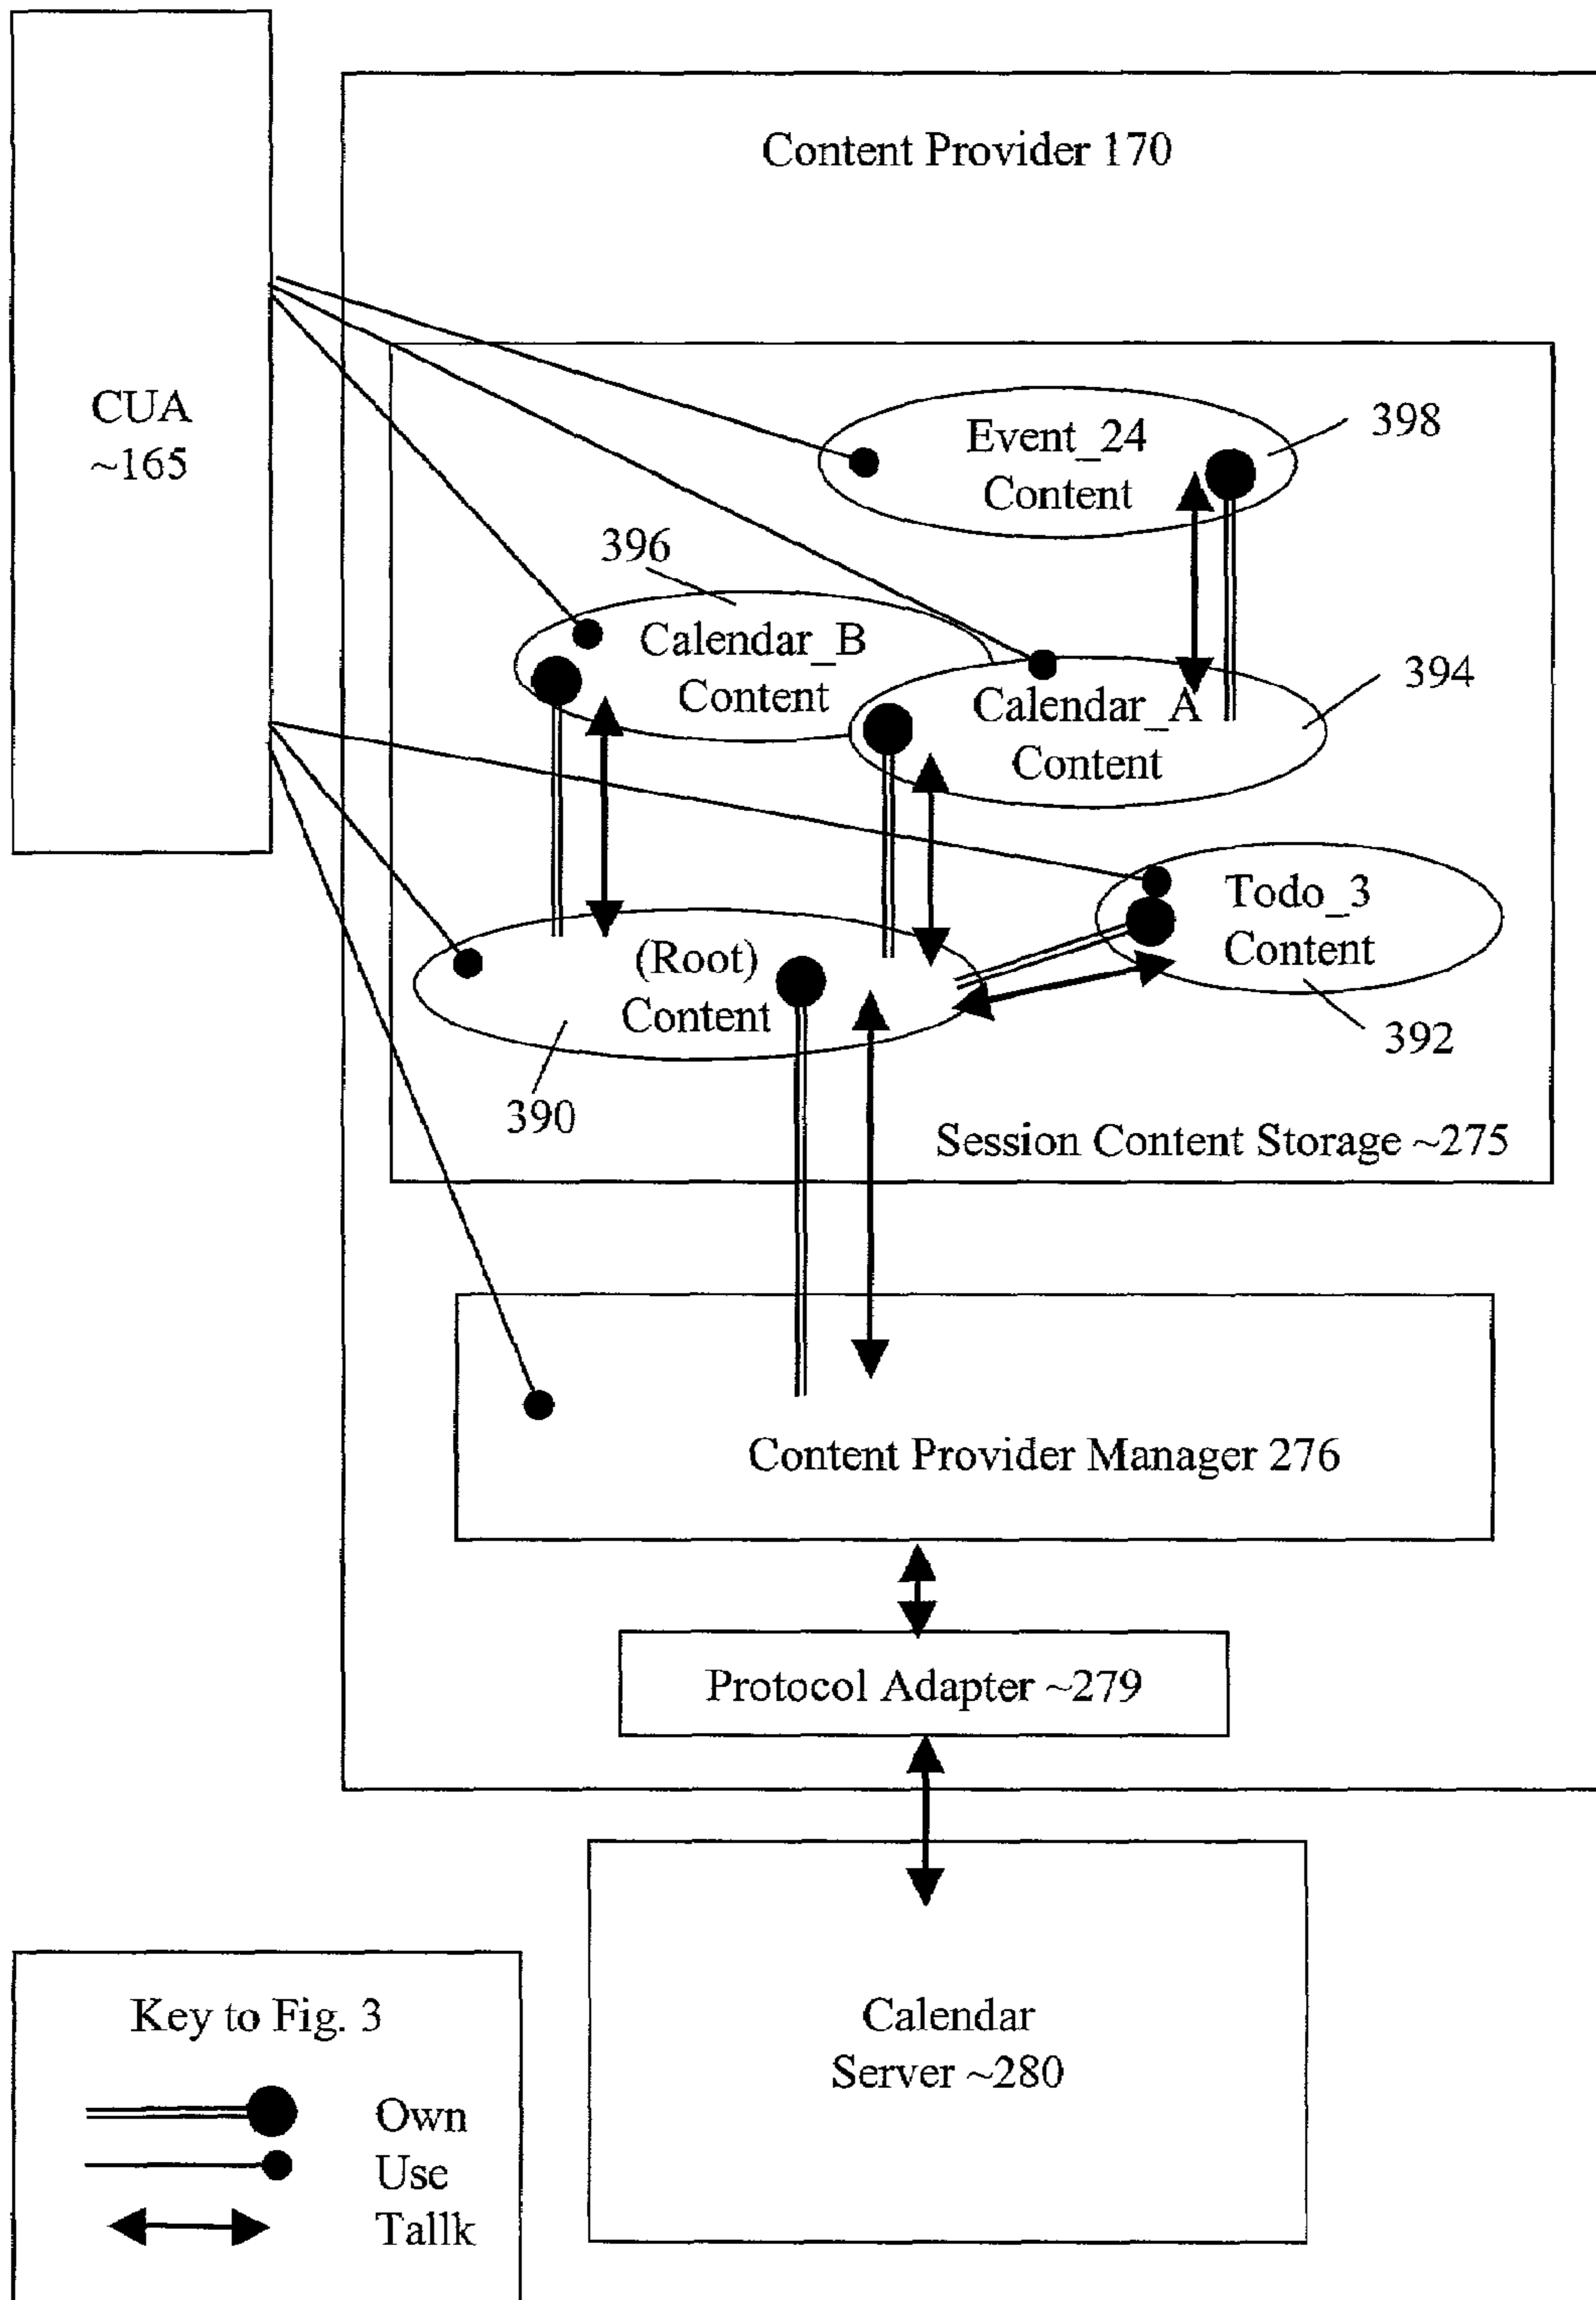 Content Provider 170
CUA
~165
Event_24
Content
398
396
Calendar_B
Content
394
Calendar_A
Content
Todo_3
Content
392
(Root)
Content
390
Session Content Storage ~275
Content Provider Manager 276
Protocol Adapter ~279
Calendar
Server ~280
Key to Fig. 3
Own
Use
Tallk